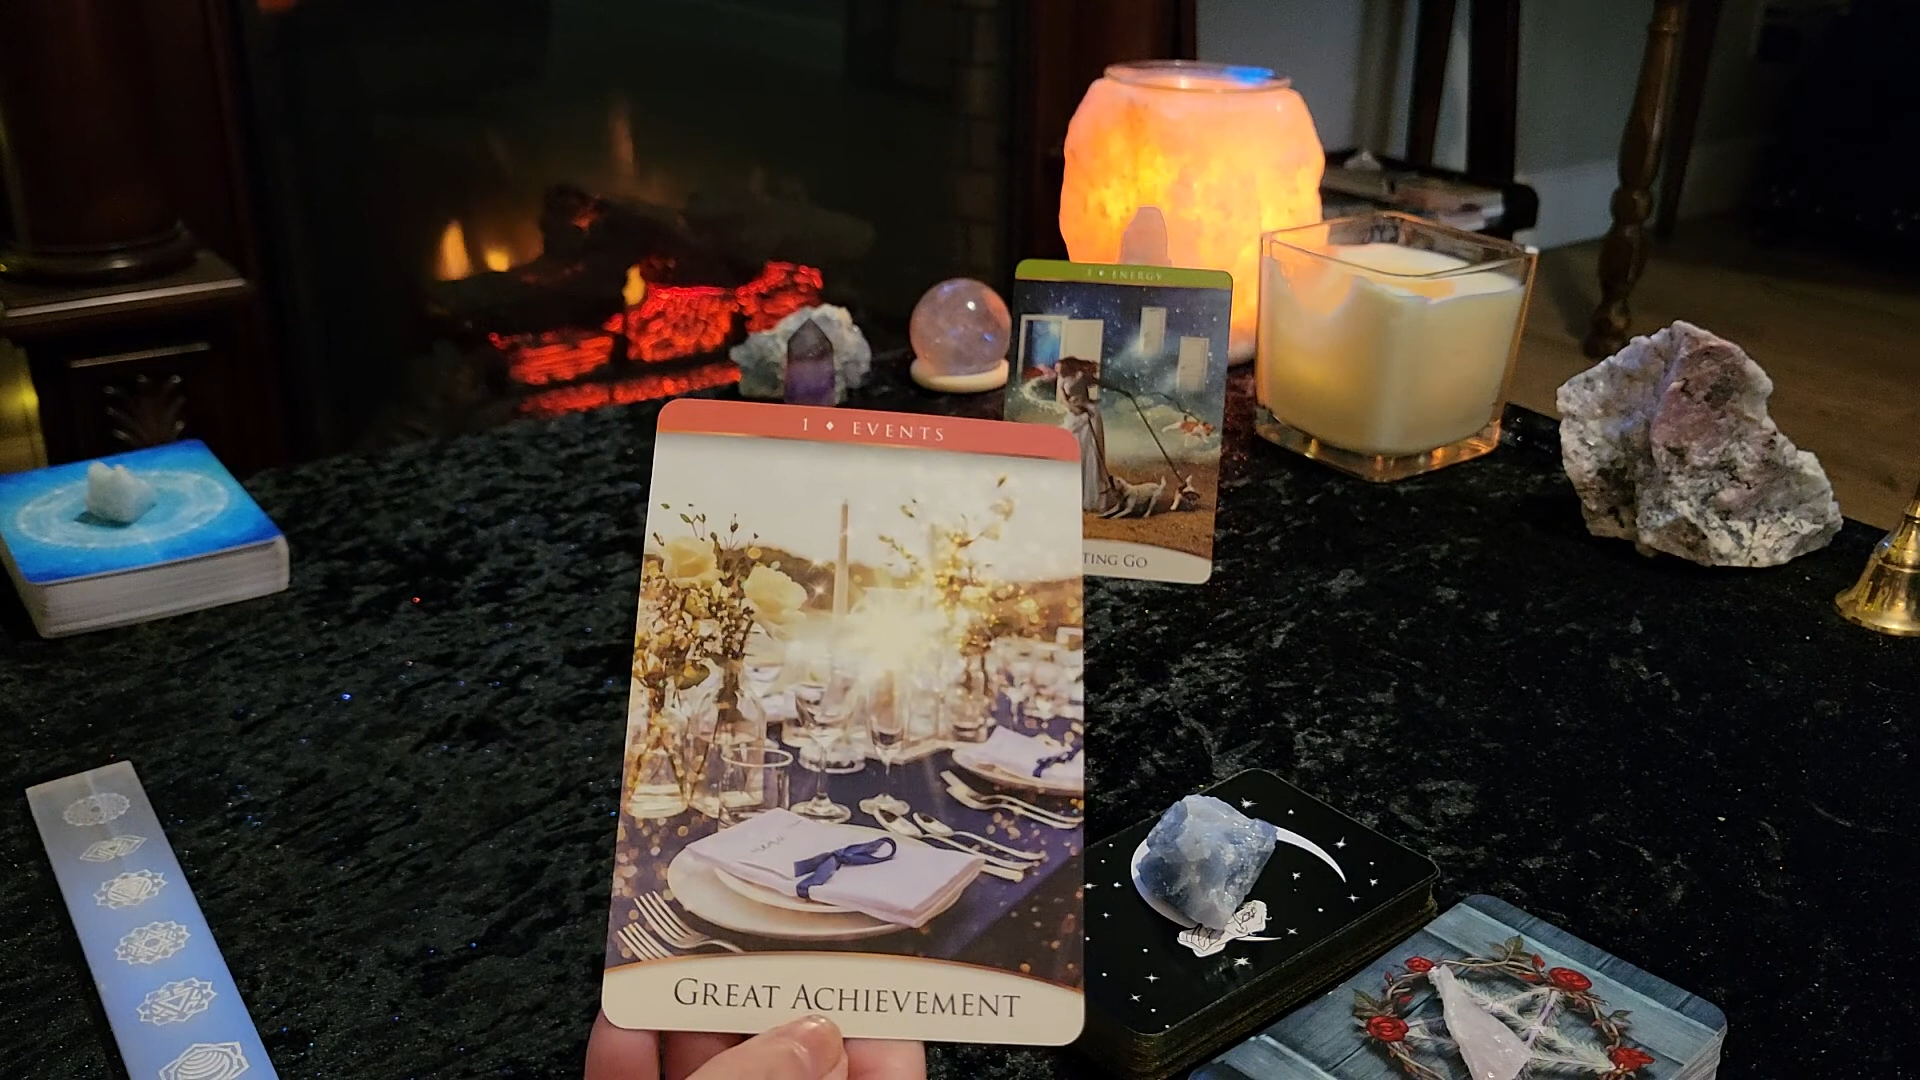 1 ♦ ENERGY
TING GO
1 ♦ EVENTS
GREAT ACHIEVEMENT